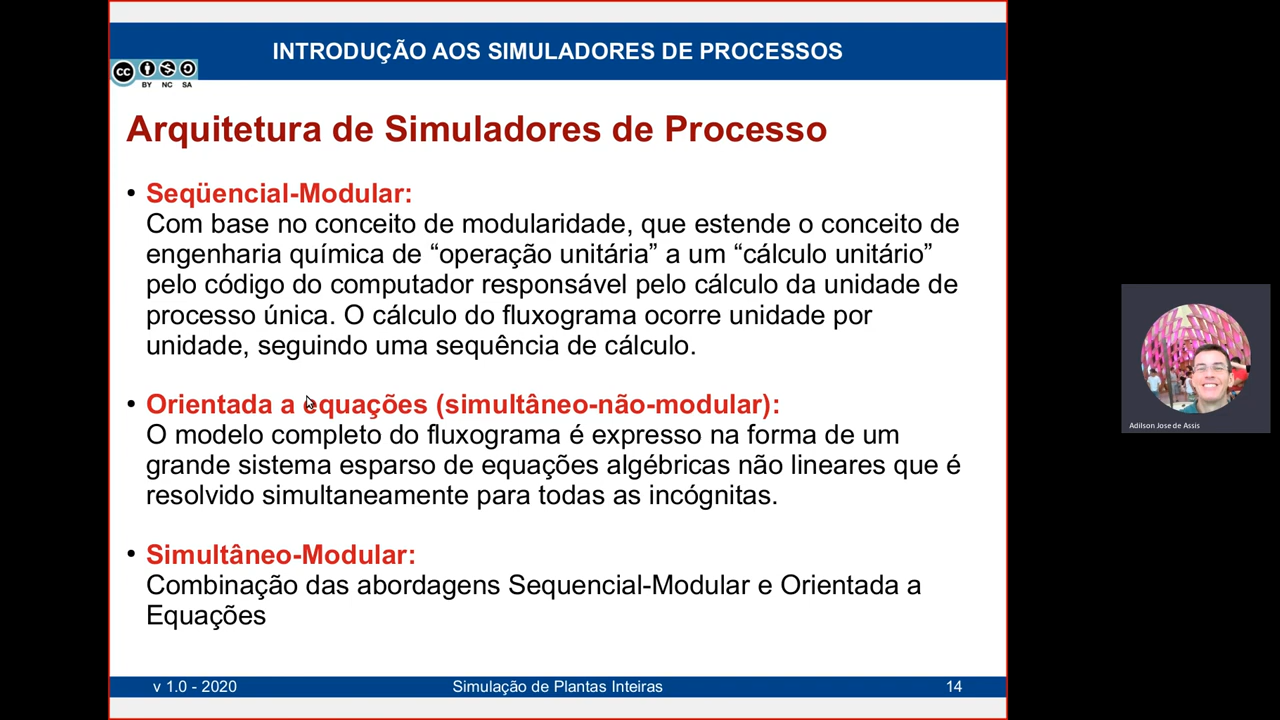 INTRODUÇÃO AOS SIMULADORES DE PROCESSOS
CC
BY NC SA
Arquitetura de Simuladores de Processo
• Seqüencial-Modular:
Com base no conceito de modularidade, que estende o conceito de
engenharia química de “operação unitária” a um “cálculo unitário”
pelo código do computador responsável pelo cálculo da unidade de
processo única. O cálculo do fluxograma ocorre unidade por
unidade, seguindo uma sequência de cálculo.
• Orientada a equações (simultâneo-não-modular):
O modelo completo do fluxograma é expresso na forma de um
grande sistema esparso de equações algébricas não lineares que é
resolvido simultaneamente para todas as incógnitas.
• Simultâneo-Modular:
Combinação das abordagens Sequencial-Modular e Orientada a
Equações
v 1.0 - 2020 Simulação de Plantas Inteiras 14
Adilson Jose de Assis